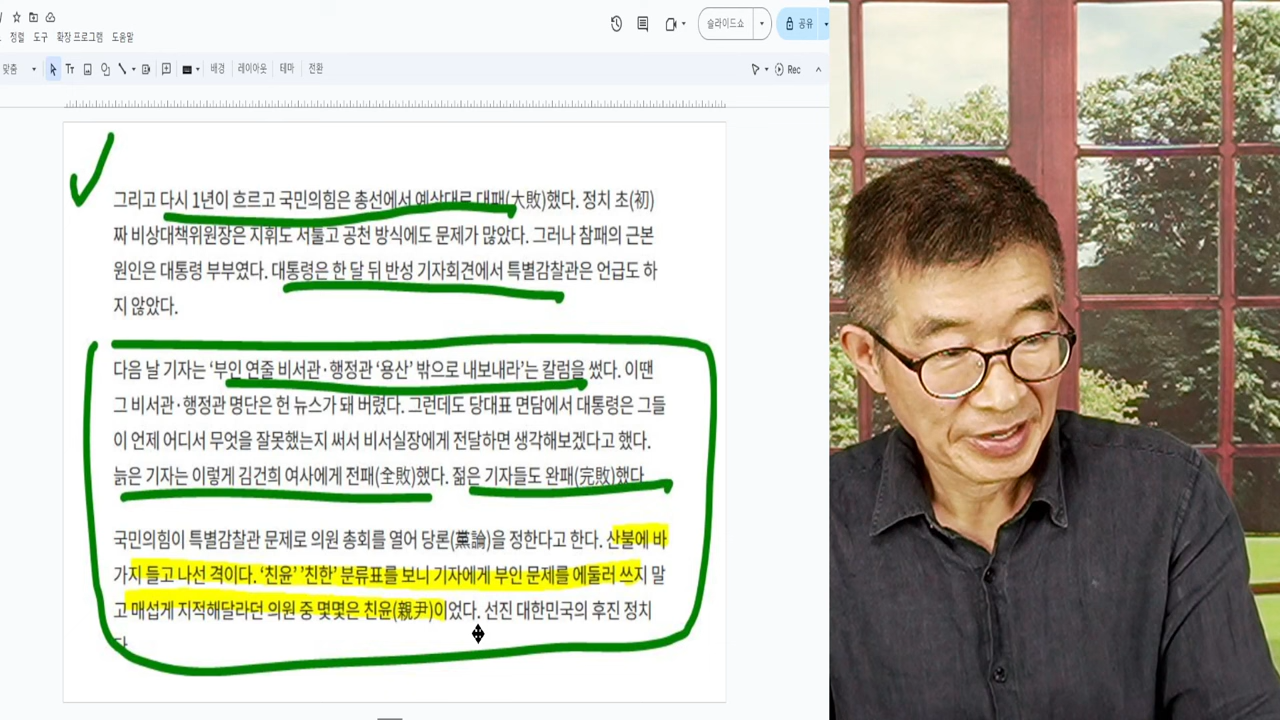 정렬 도구 확장 프로그램 도움말
슬라이드쇼
공유
맞춤
Tr
배경 레이아웃 테마 전환
Rec
그리고 다시 1년이 흐르고 국민의힘은 총선에서 예상대로 대패(大敗)했다. 정치 초(初)
짜 비상대책위원장은 지휘도 서툴고 공천 방식에도 문제가 많았다. 그러나 참패의 근본
원인은 대통령 부부였다. 대통령은 한 달 뒤 반성 기자회견에서 특별감찰관은 언급도 하
지 않았다.
다음 날 기자는 ‘부인 연줄 비서관·행정관 ‘용산’ 밖으로 내보내라’는 칼럼을 썼다. 이땐
그 비서관·행정관 명단은 헌 뉴스가 돼 버렸다. 그런데도 당대표 면담에서 대통령은 그들
이 언제 어디서 무엇을 잘못했는지 써서 비서실장에게 전달하면 생각해보겠다고 했다.
늙은 기자는 이렇게 김건희 여사에게 전패(全敗)했다. 젊은 기자들도 완패(完敗)했다.
국민의힘이 특별감찰관 문제로 의원 총회를 열어 당론(黨論)을 정한다고 한다. 산불에 바
가지 들고 나선 격이다. ‘친윤’ ’친한’ 분류표를 보니 기자에게 부인 문제를 에둘러 쓰지 말
고 매섭게 지적해달라던 의원 중 몇몇은 친윤(親尹)이었다. 선진 대한민국의 후진 정치
다.